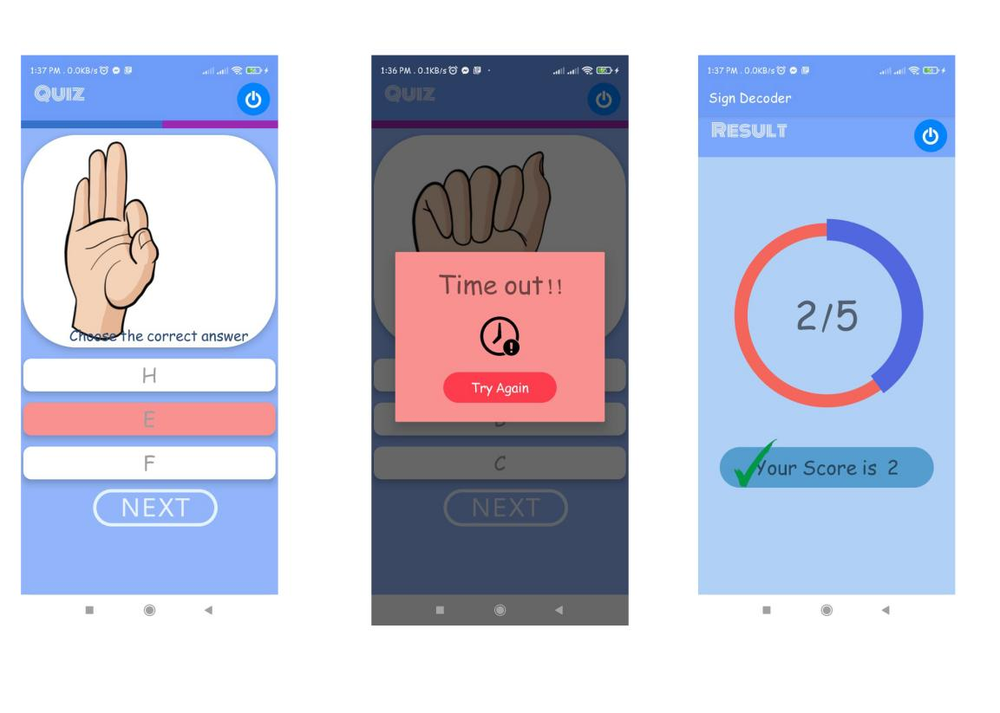 1:37 PM . 0.0KB/s
Quiz
Choose the correct answer
H
E
F
NEXT
1:36 PM . 0.1KB/s
Quiz
Time out!!
Try Again
C
NEXT
1:37 PM . 0.0KB/s
Sign Decoder
Result
2/5
Your Score is 2